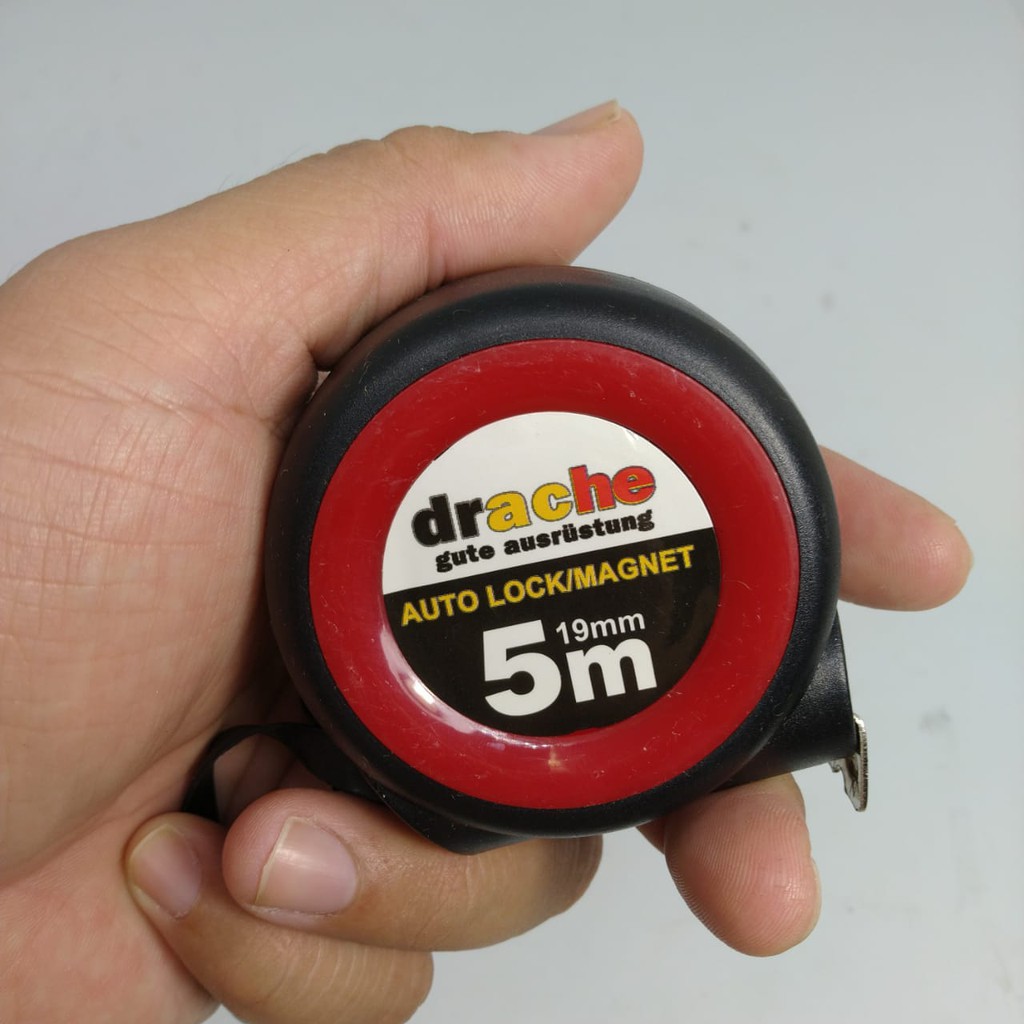 drache
gute ausrüstung
AUTO LOCK/MAGNET
19mm
5m